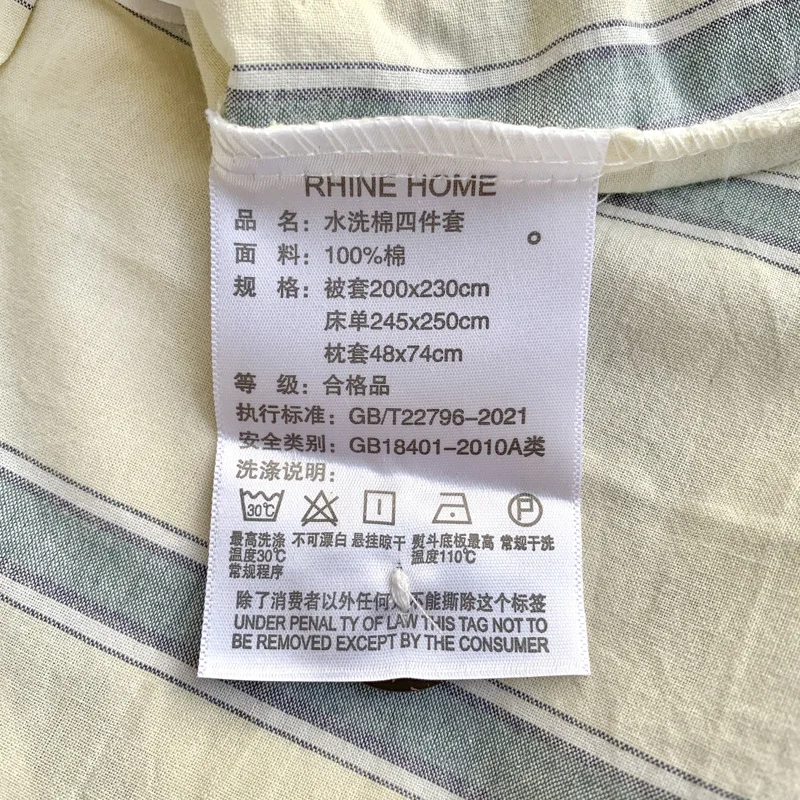 RHINE HOME
品 名：水洗棉四件套
面 料：100%棉
规 格：被套200x230cm
床单245x250cm
枕套48x74cm
等 级：合格品
执行标准：GB/T22796-2021
安全类别：GB18401-2010A类
洗涤说明：
30℃ P
最高洗涤 不可漂白 悬挂晾干 熨斗底板最高 常规干洗
温度30℃ 温度110℃
常规程序
除了消费者以外任何 不能撕除这个标签
UNDER PENALTY OF LAW THIS TAG NOT TO
BE REMOVED EXCEPT BY THE CONSUMER